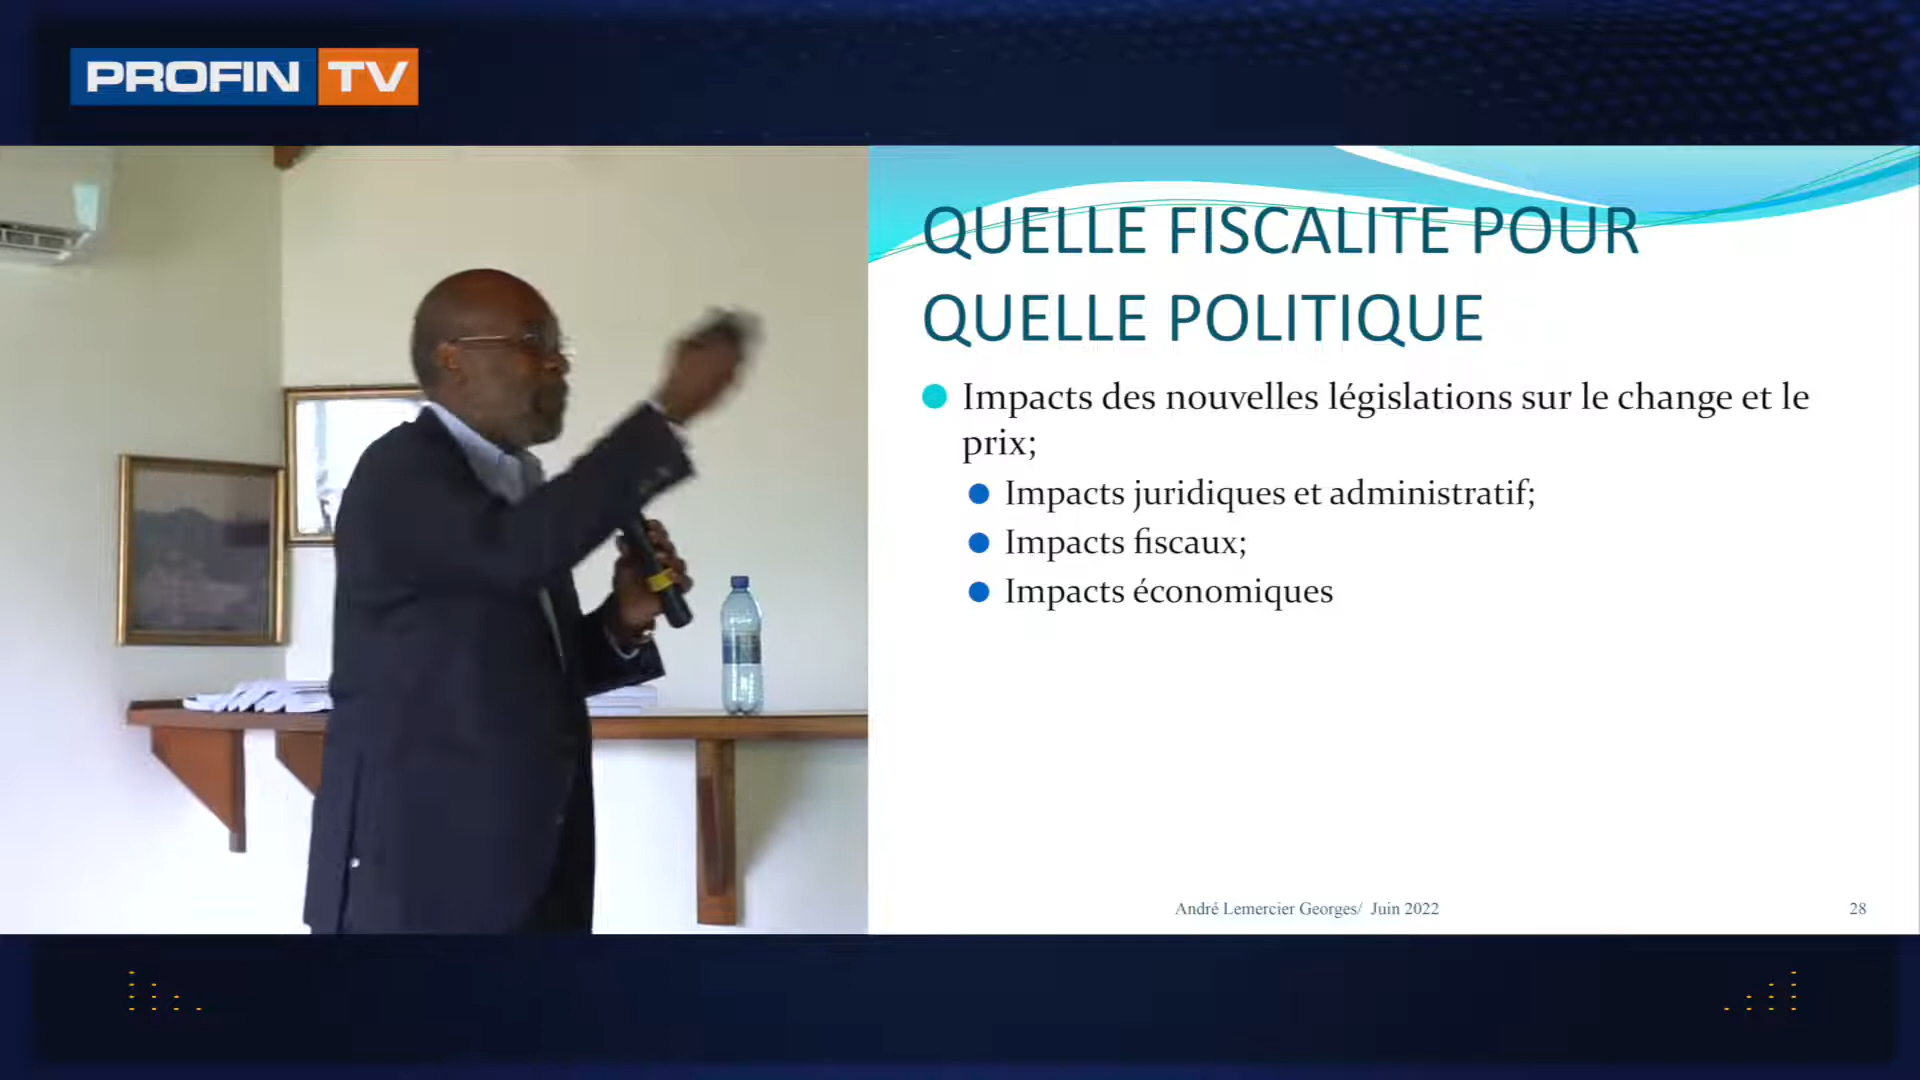 PROFIN TV
QUELLE FISCALITE POUR
QUELLE POLITIQUE
Impacts des nouvelles législations sur le change et le
prix;
Impacts juridiques et administratif;
Impacts fiscaux;
Impacts économiques
André Lemercier Georges/ Juin 2022
28